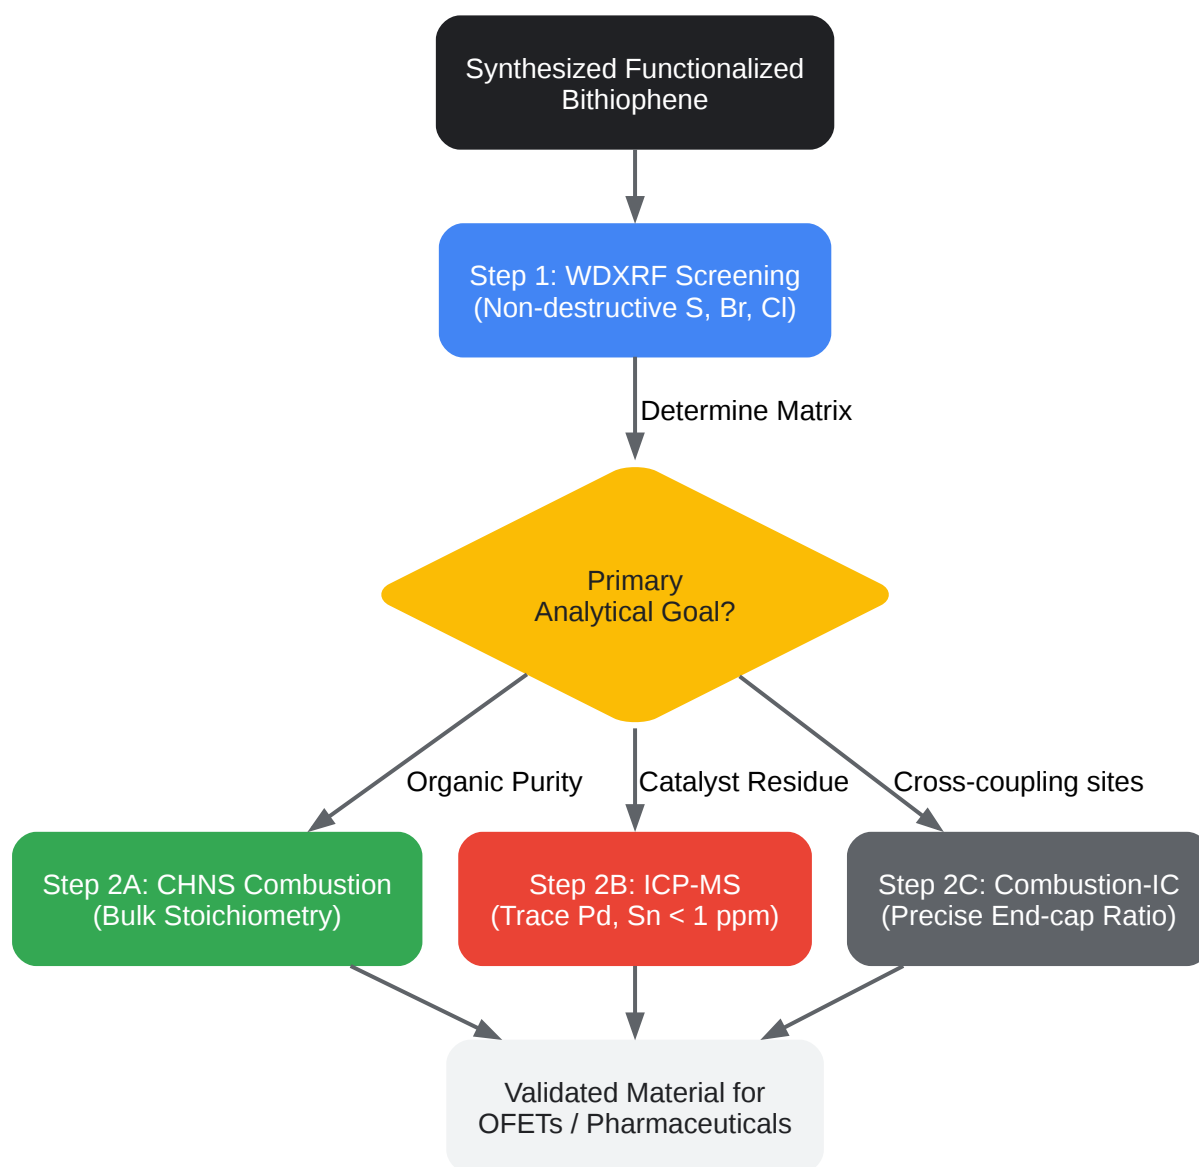 Synthesized Functionalized
Bithiophene
Step 1: WDXRF Screening
(Non-destructive S, Br, Cl)
Determine Matrix
Primary
Analytical Goal?
Organic Purity
Catalyst Residue
Cross-coupling sites
Step 2A: CHNS Combustion
(Bulk Stoichiometry)
Step 2B: ICP-MS
(Trace Pd, Sn < 1 ppm)
Step 2C: Combustion-IC
(Precise End-cap Ratio)
Validated Material for
OFETs / Pharmaceuticals